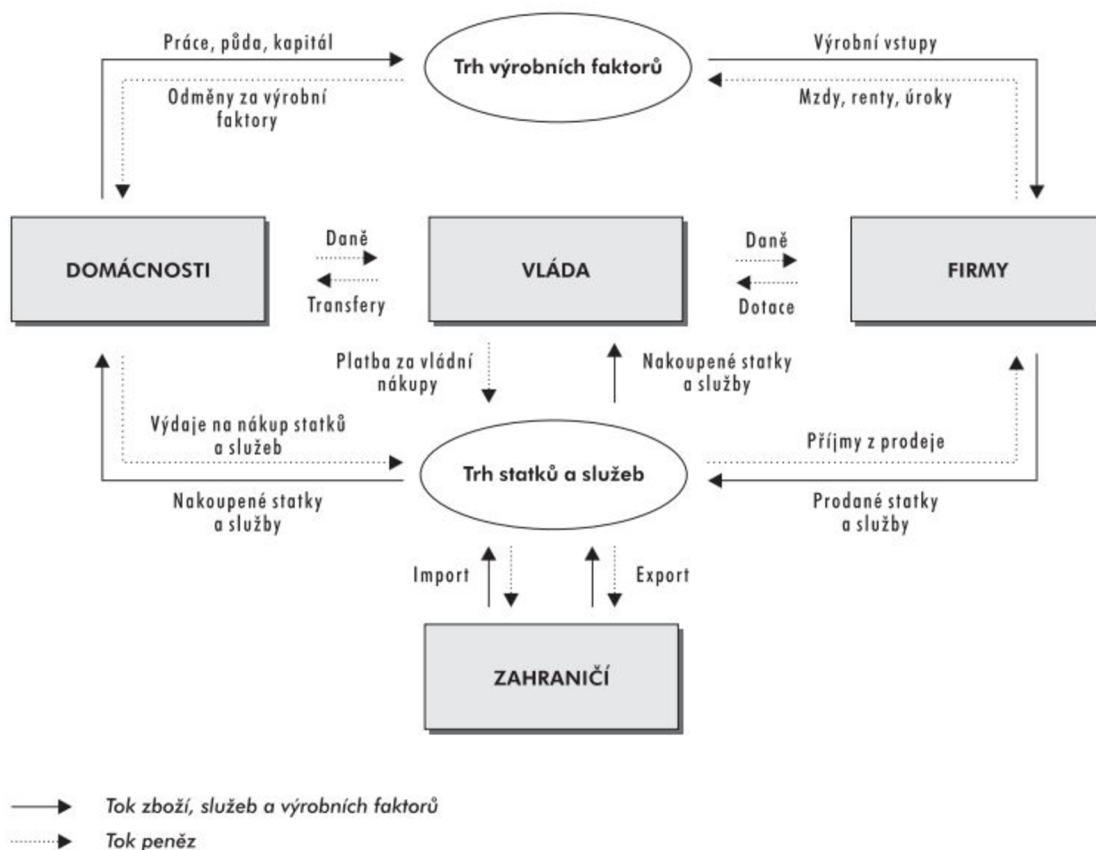 Práce, půda, kapitál
Trh výrobních faktorů
Výrobní vstupy
Odměny za výrobní
faktory
Mzdy, renty, úroky
DOMÁCNOSTI
Daně
Transfery
VLÁDA
Daně
Dotace
FIRMY
Platba za vládní
nákupy
Nakoupené statky
a služby
Výdaje na nákup statků
a služeb
Trh statků a služeb
Příjmy z prodeje
Nakoupené statky
a služby
Prodané statky
a služby
Import
Export
ZAHRANIČÍ
Tok zboží, služeb a výrobních faktorů
Tok peněz